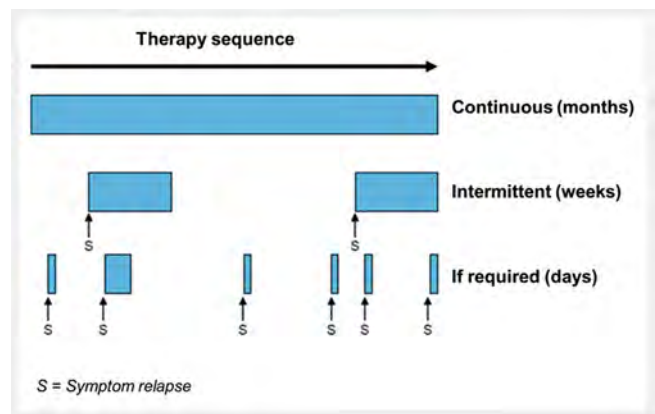 Therapy sequence
Continuous (months)
Intermittent (weeks)
S
S
If required (days)
S
S
S
S
S
S
S = Symptom relapse